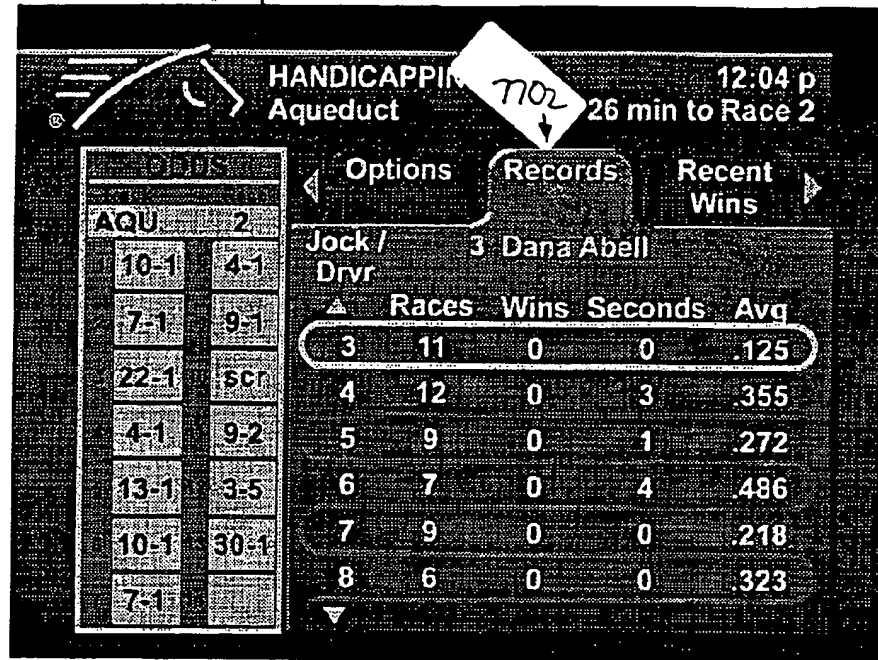 HANDICAPPIN
12:04 p
Aqueduct
26 min to Race 2
1102
®
ODDS
AQU 2
10-1 4-1
7-1 9-1
22-1 scr
4-1 9-2
13-1 3-5
10-1 30-1
7-1
Options
Records
Recent
Wins
Jock /
Drvr
3 Dana Abell
Races Wins Seconds Avg
3 11 0 0 .125
4 12 0 3 .355
5 9 0 1 .272
6 7 0 4 .486
7 9 0 0 .218
8 6 0 0 .323